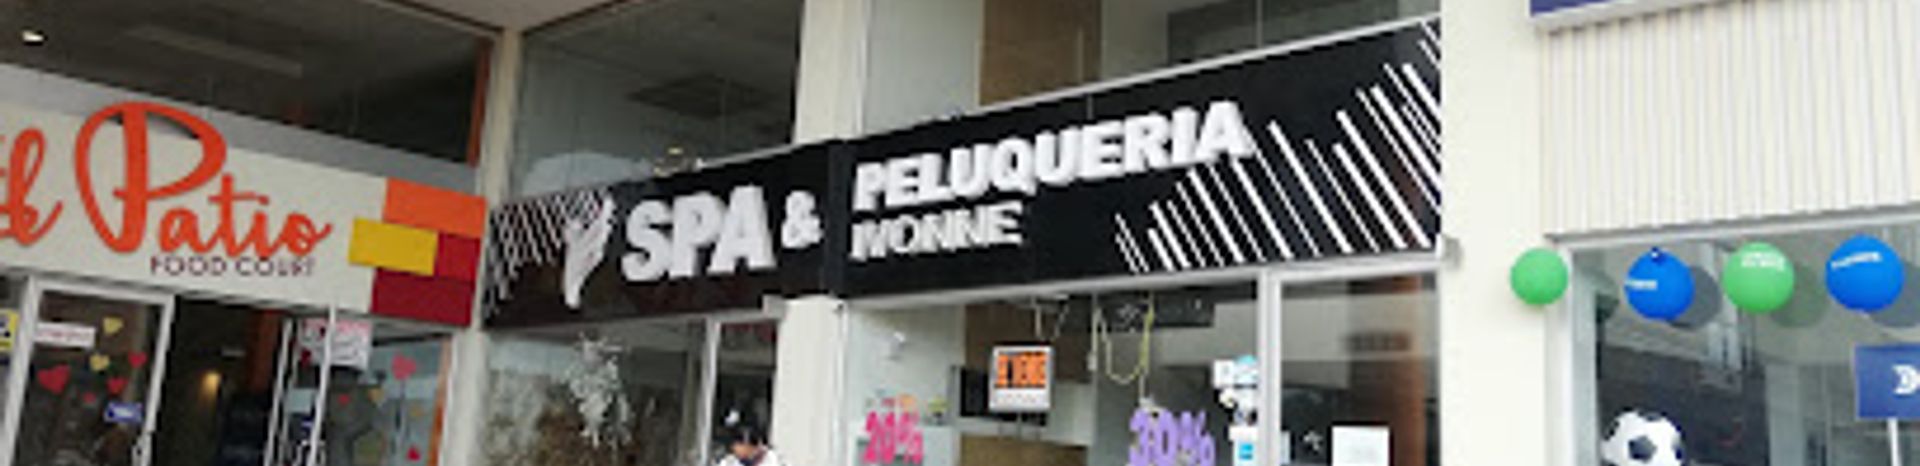 El Patio
FOOD COURT
SPA &
PELUQUERIA
IVONNE
20%
30%